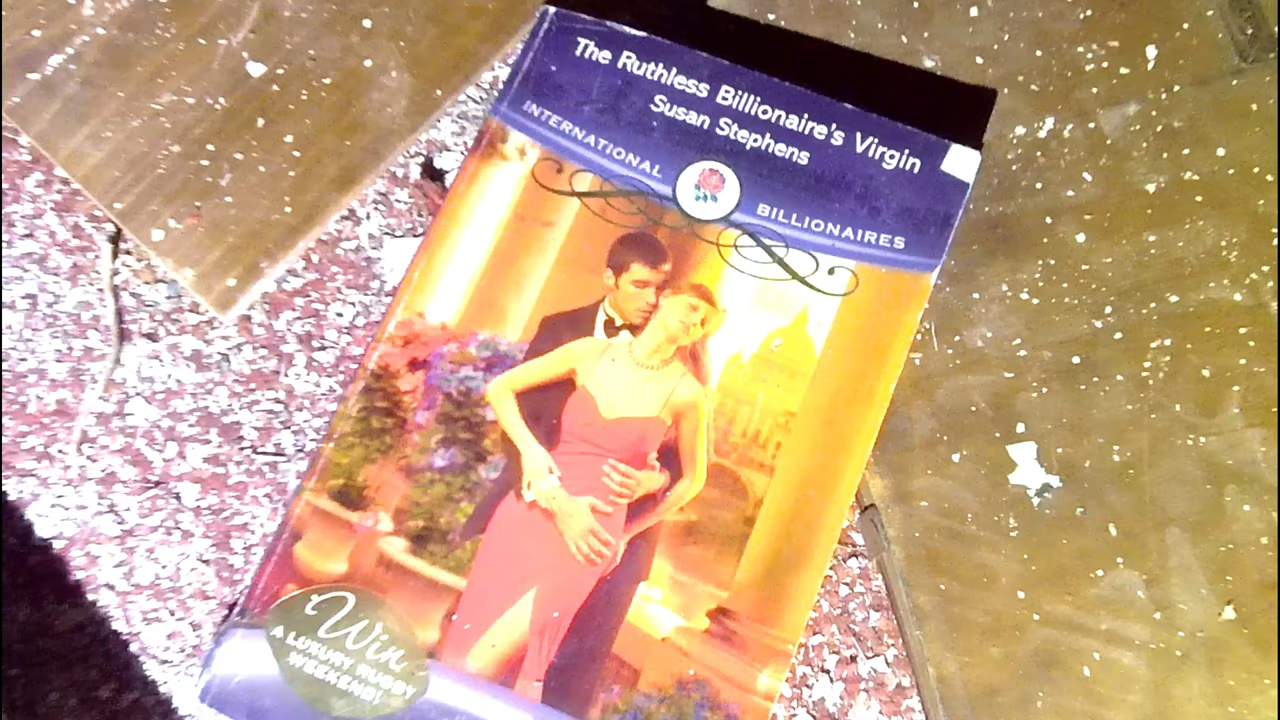 The Ruthless Billionaire's Virgin
Susan Stephens
INTERNATIONAL BILLIONAIRES
Win
A LUXURY RUGBY
WEEKEND!